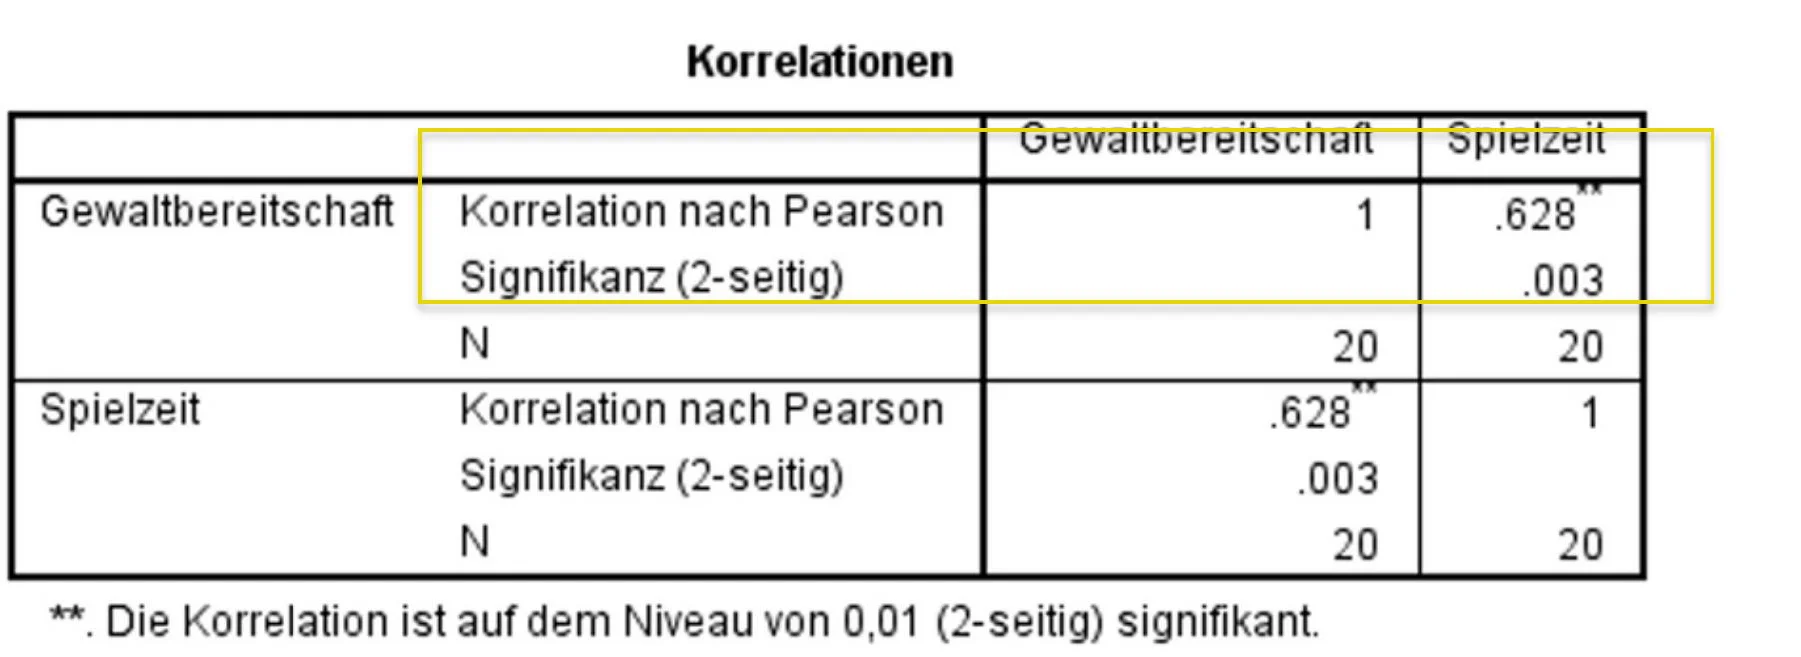 Korrelationen
Gewaltbereitschaft Spielzeit
Gewaltbereitschaft Korrelation nach Pearson 1 .628**
Signifikanz (2-seitig) .003
N 20 20
Spielzeit Korrelation nach Pearson .628** 1
Signifikanz (2-seitig) .003
N 20 20
**. Die Korrelation ist auf dem Niveau von 0,01 (2-seitig) signifikant.